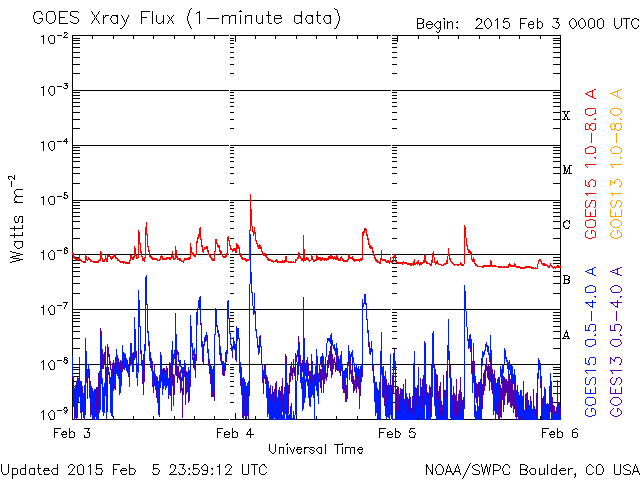 GOES Xray Flux (1-minute data)
Begin: 2015 Feb 3 0000 UTC
10-2
10-3
10-4
10-5
10-6
10-7
10-8
10-9
Watts m-2
X
M
C
B
A
GOES15 1.0-8.0 A
GOES13 1.0-8.0 A
GOES15 0.5-4.0 A
GOES13 0.5-4.0 A
Feb 3
Feb 4
Feb 5
Feb 6
Universal Time
Updated 2015 Feb 5 23:59:12 UTC
NOAA/SWPC Boulder, CO USA